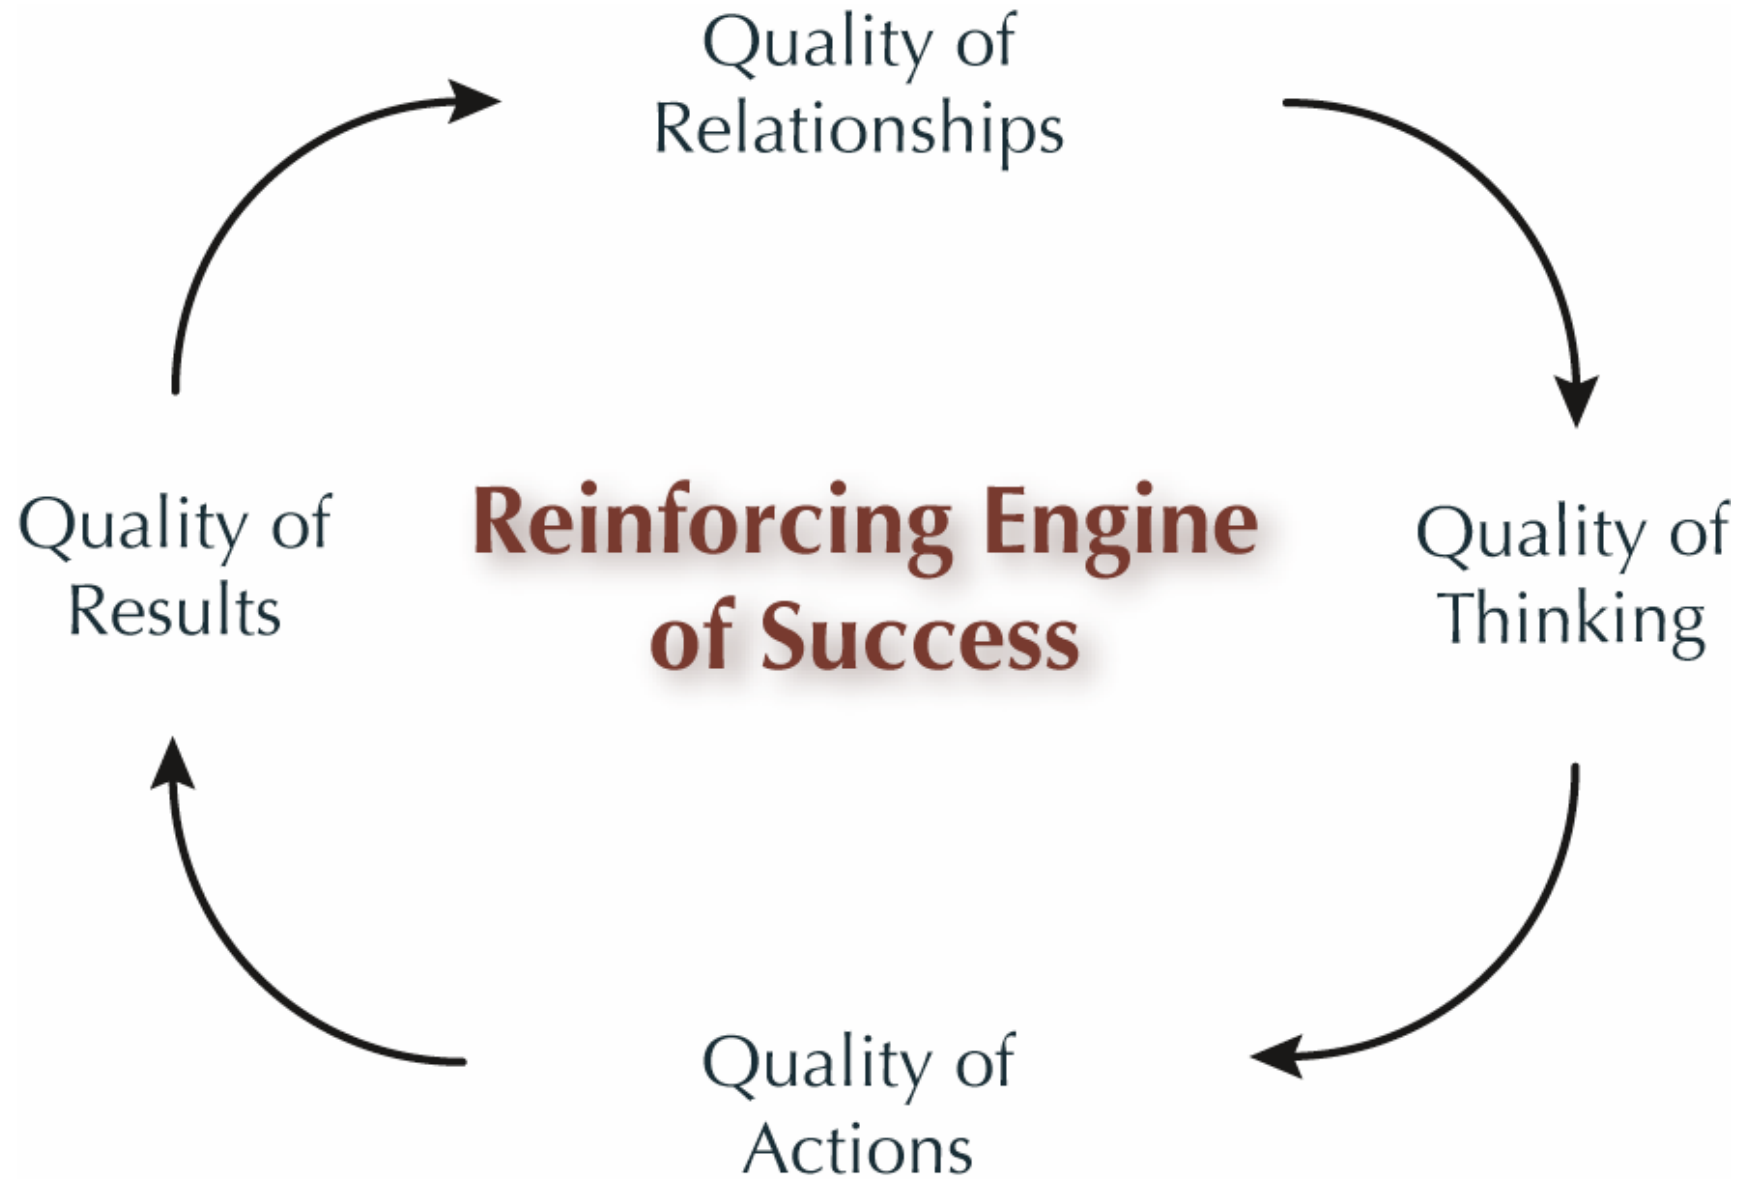 Quality of
Relationships
Quality of
Thinking
Quality of
Actions
Quality of
Results
Reinforcing Engine
of Success